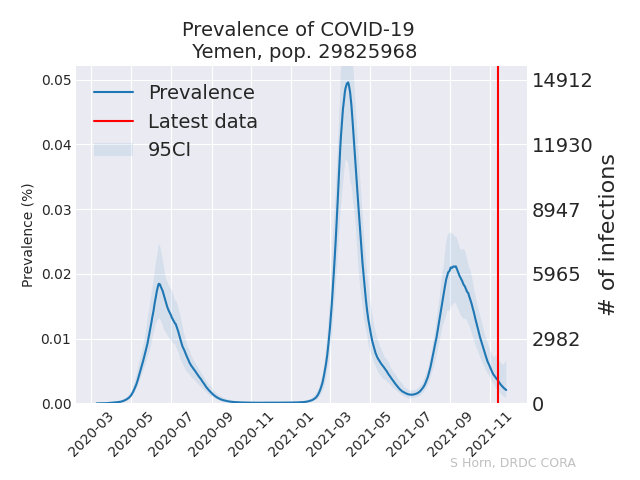 Prevalence of COVID-19
Yemen, pop. 29825968
Prevalence
Latest data
95CI
Prevalence (%)
0.05
0.04
0.03
0.02
0.01
0.00
14912
11930
8947
5965
2982
0
# of infections
2020-03
2020-05
2020-07
2020-09
2020-11
2021-01
2021-03
2021-05
2021-07
2021-09
2021-11
S Horn, DRDC CORA